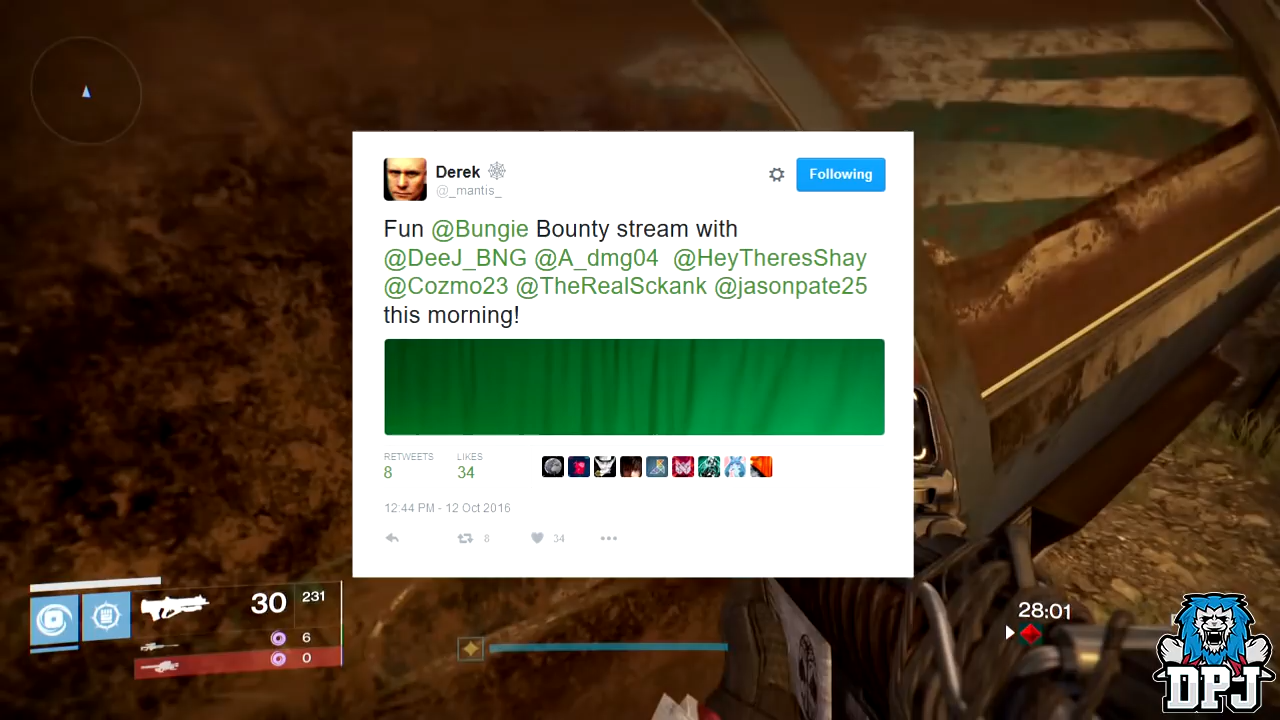 Derek
@_mantis_
Following
Fun @Bungie Bounty stream with
@DeeJ_BNG @A_dmg04 @HeyTheresShay
@Cozmo23 @TheRealSckank @jasonpate25
this morning!
RETWEETS LIKES
8 34
12:44 PM - 12 Oct 2016
8 34
30 231
6
0
28:01
DPJ